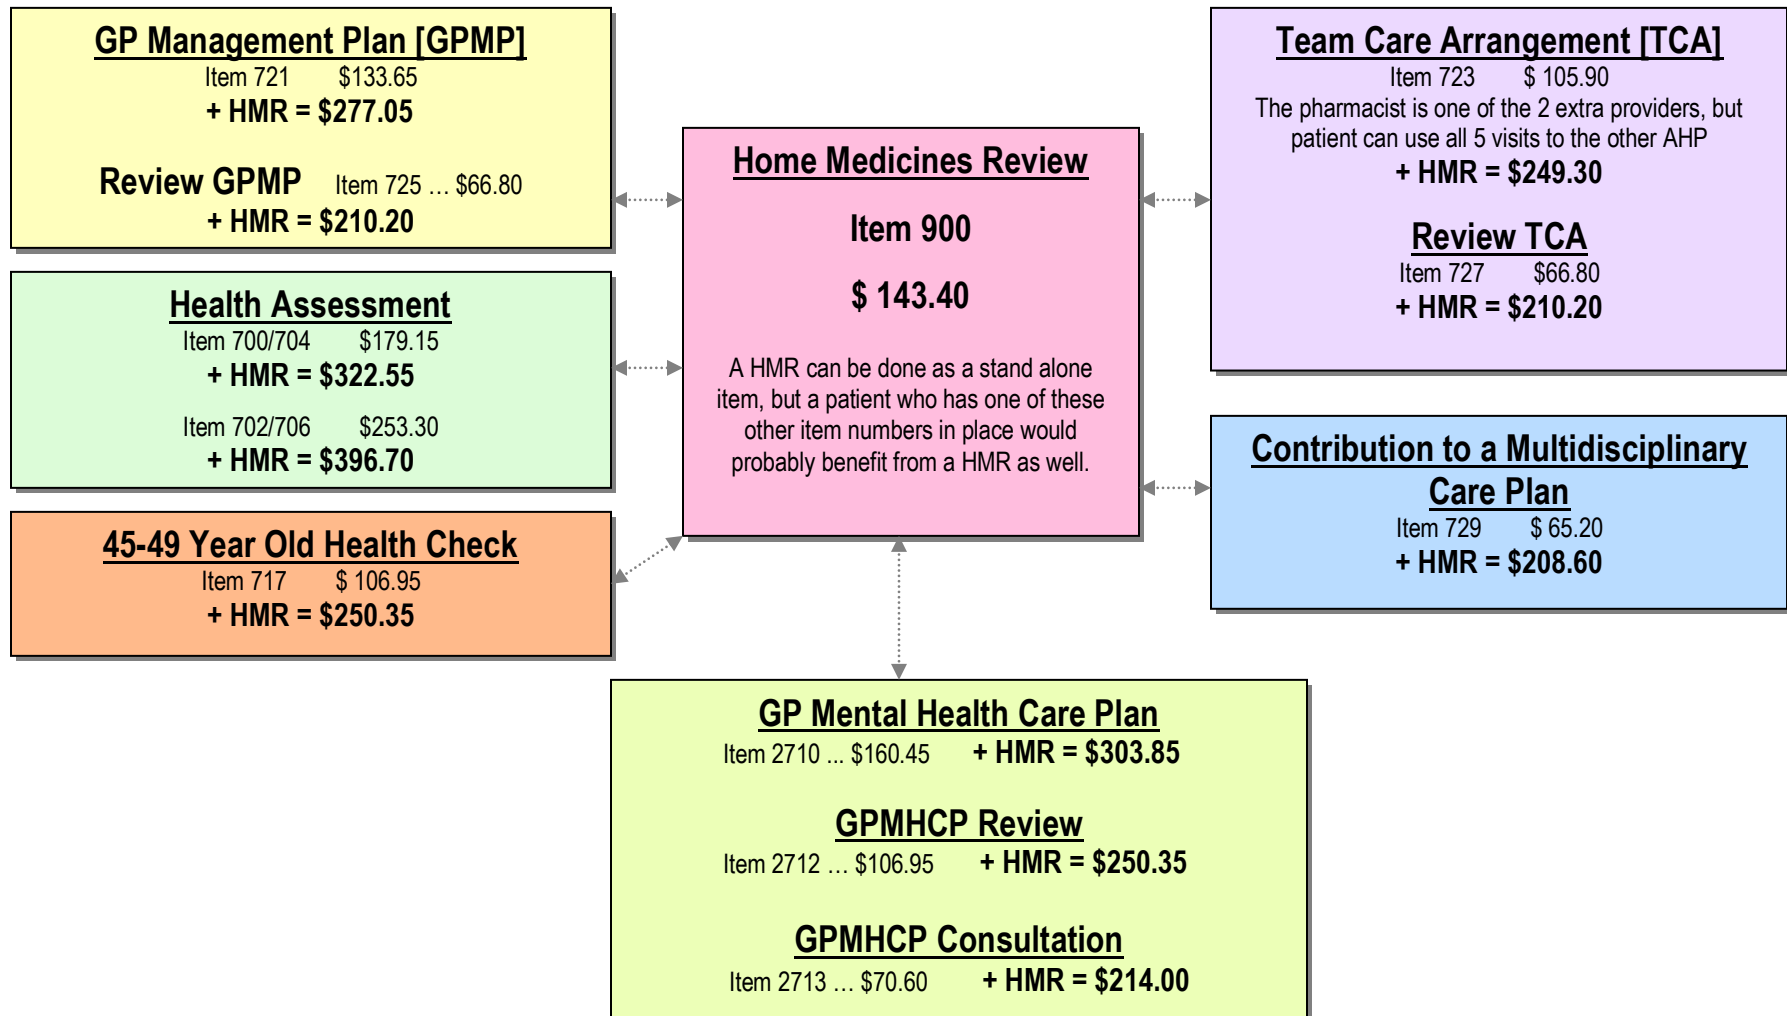 GP Management Plan [GPMP]
Item 721 $133.65
+ HMR = $277.05
Review GPMP Item 725 … $66.80
+ HMR = $210.20
Health Assessment
Item 700/704 $179.15
+ HMR = $322.55
Item 702/706 $253.30
+ HMR = $396.70
45-49 Year Old Health Check
Item 717 $ 106.95
+ HMR = $250.35
Home Medicines Review
Item 900
$ 143.40
A HMR can be done as a stand alone
item, but a patient who has one of these
other item numbers in place would
probably benefit from a HMR as well.
Team Care Arrangement [TCA]
Item 723 $ 105.90
The pharmacist is one of the 2 extra providers, but
patient can use all 5 visits to the other AHP
+ HMR = $249.30
Review TCA
Item 727 $66.80
+ HMR = $210.20
Contribution to a Multidisciplinary
Care Plan
Item 729 $ 65.20
+ HMR = $208.60
GP Mental Health Care Plan
Item 2710 ... $160.45 + HMR = $303.85
GPMHCP Review
Item 2712 … $106.95 + HMR = $250.35
GPMHCP Consultation
Item 2713 … $70.60 + HMR = $214.00